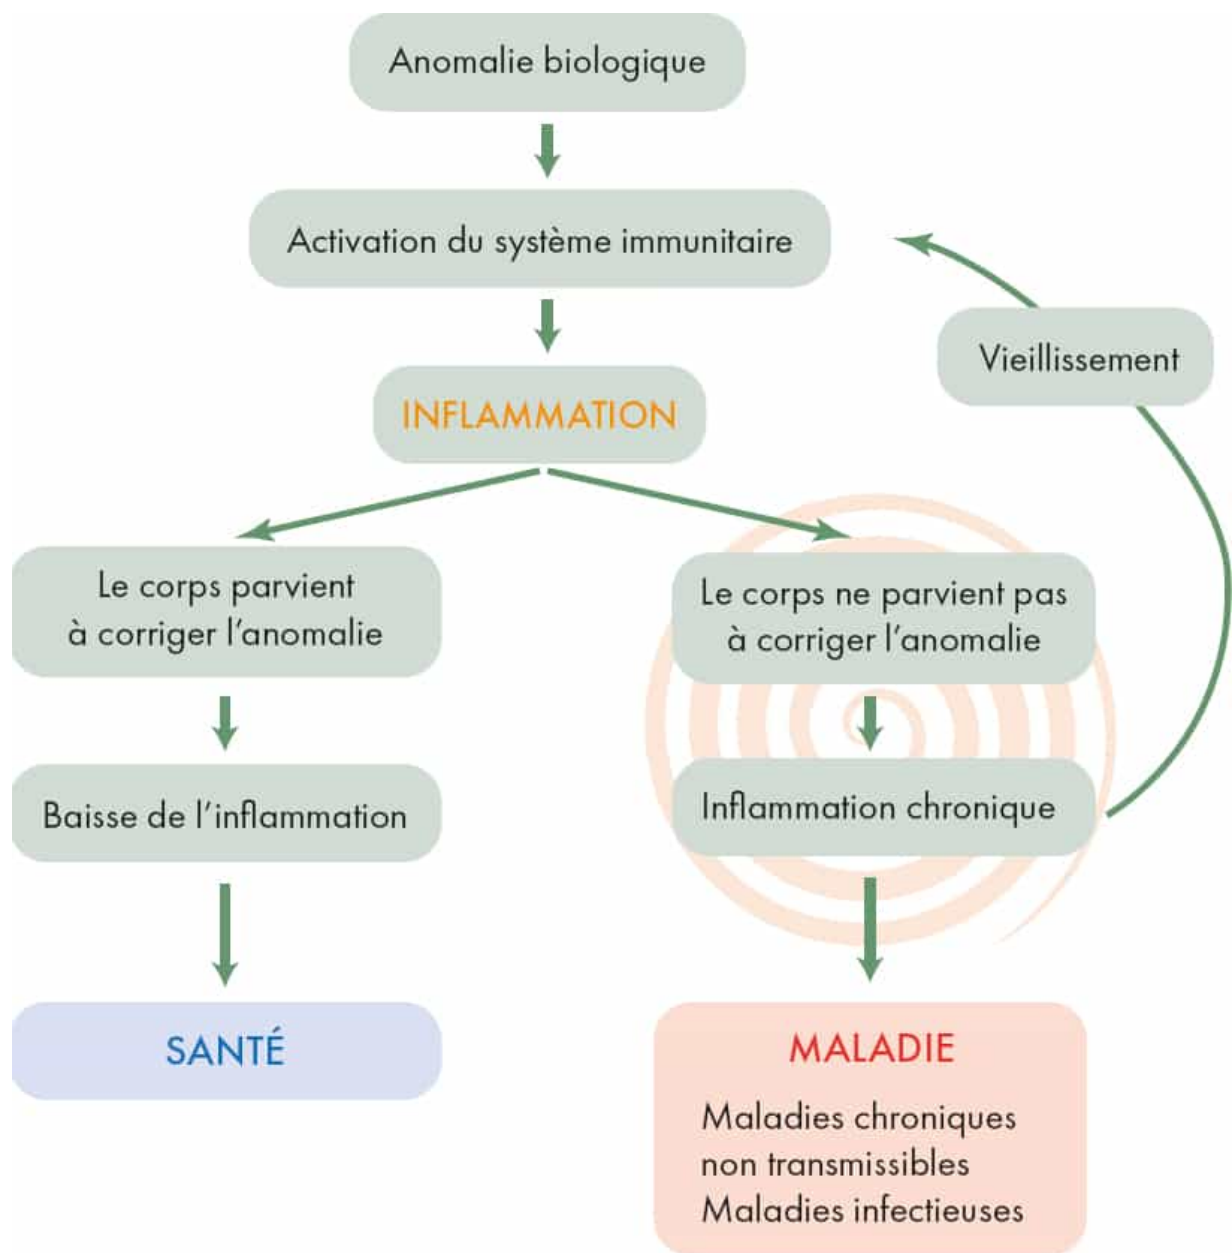 Anomalie biologique
Activation du système immunitaire
Vieillissement
INFLAMMATION
Le corps parvient
à corriger l’anomalie
Le corps ne parvient pas
à corriger l’anomalie
Baisse de l’inflammation
Inflammation chronique
SANTÉ
MALADIE
Maladies chroniques
non transmissibles
Maladies infectieuses